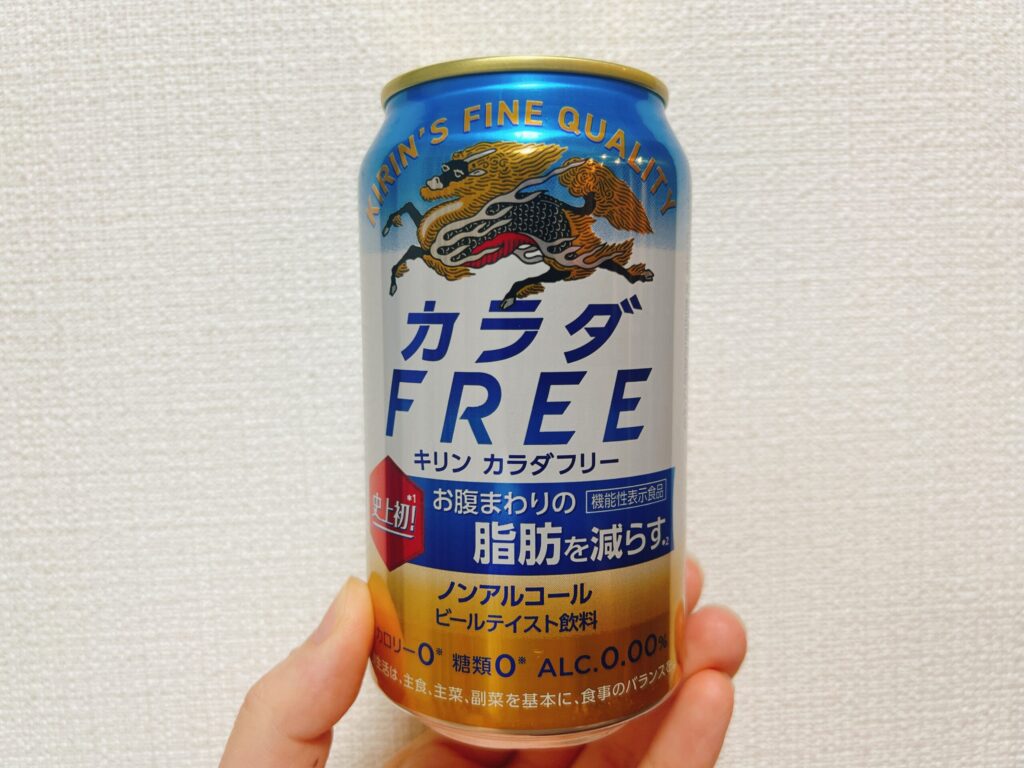 KIRIN'S FINE QUALITY
カラダ
FREE
キリン カラダフリー
史上初!*1
お腹まわりの 機能性表示食品
脂肪を減らす*2
ノンアルコール
ビールテイスト飲料
カロリー0※ 糖類0※ ALC.0.00%
生活は、主食、主菜、副菜を基本に、食事のバランスを